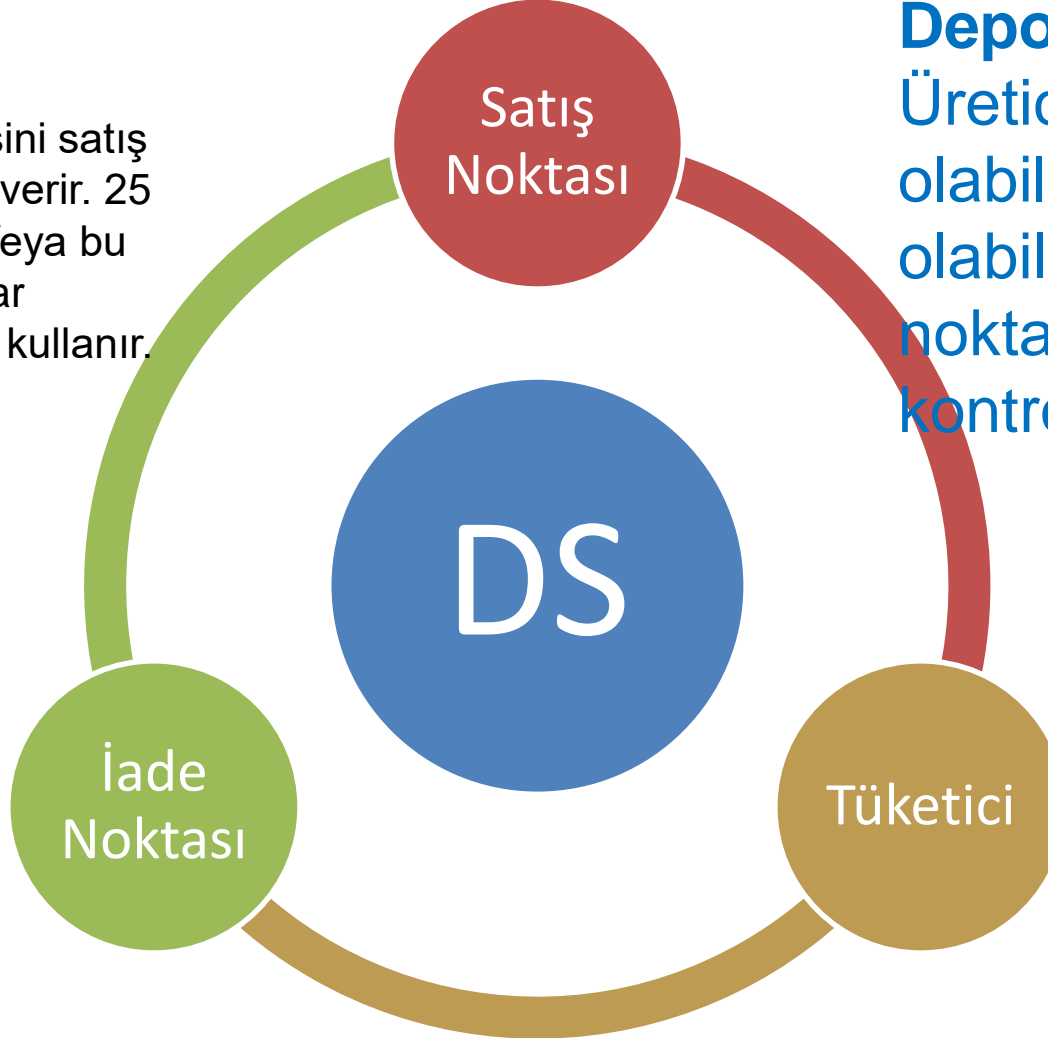 sini satış
verir. 25
eya bu
ar
kullanır.
Satış
Noktası
Depo
Üretic
olabil
olabil
nokta
kontr
DS
İade
Noktası
Tüketici